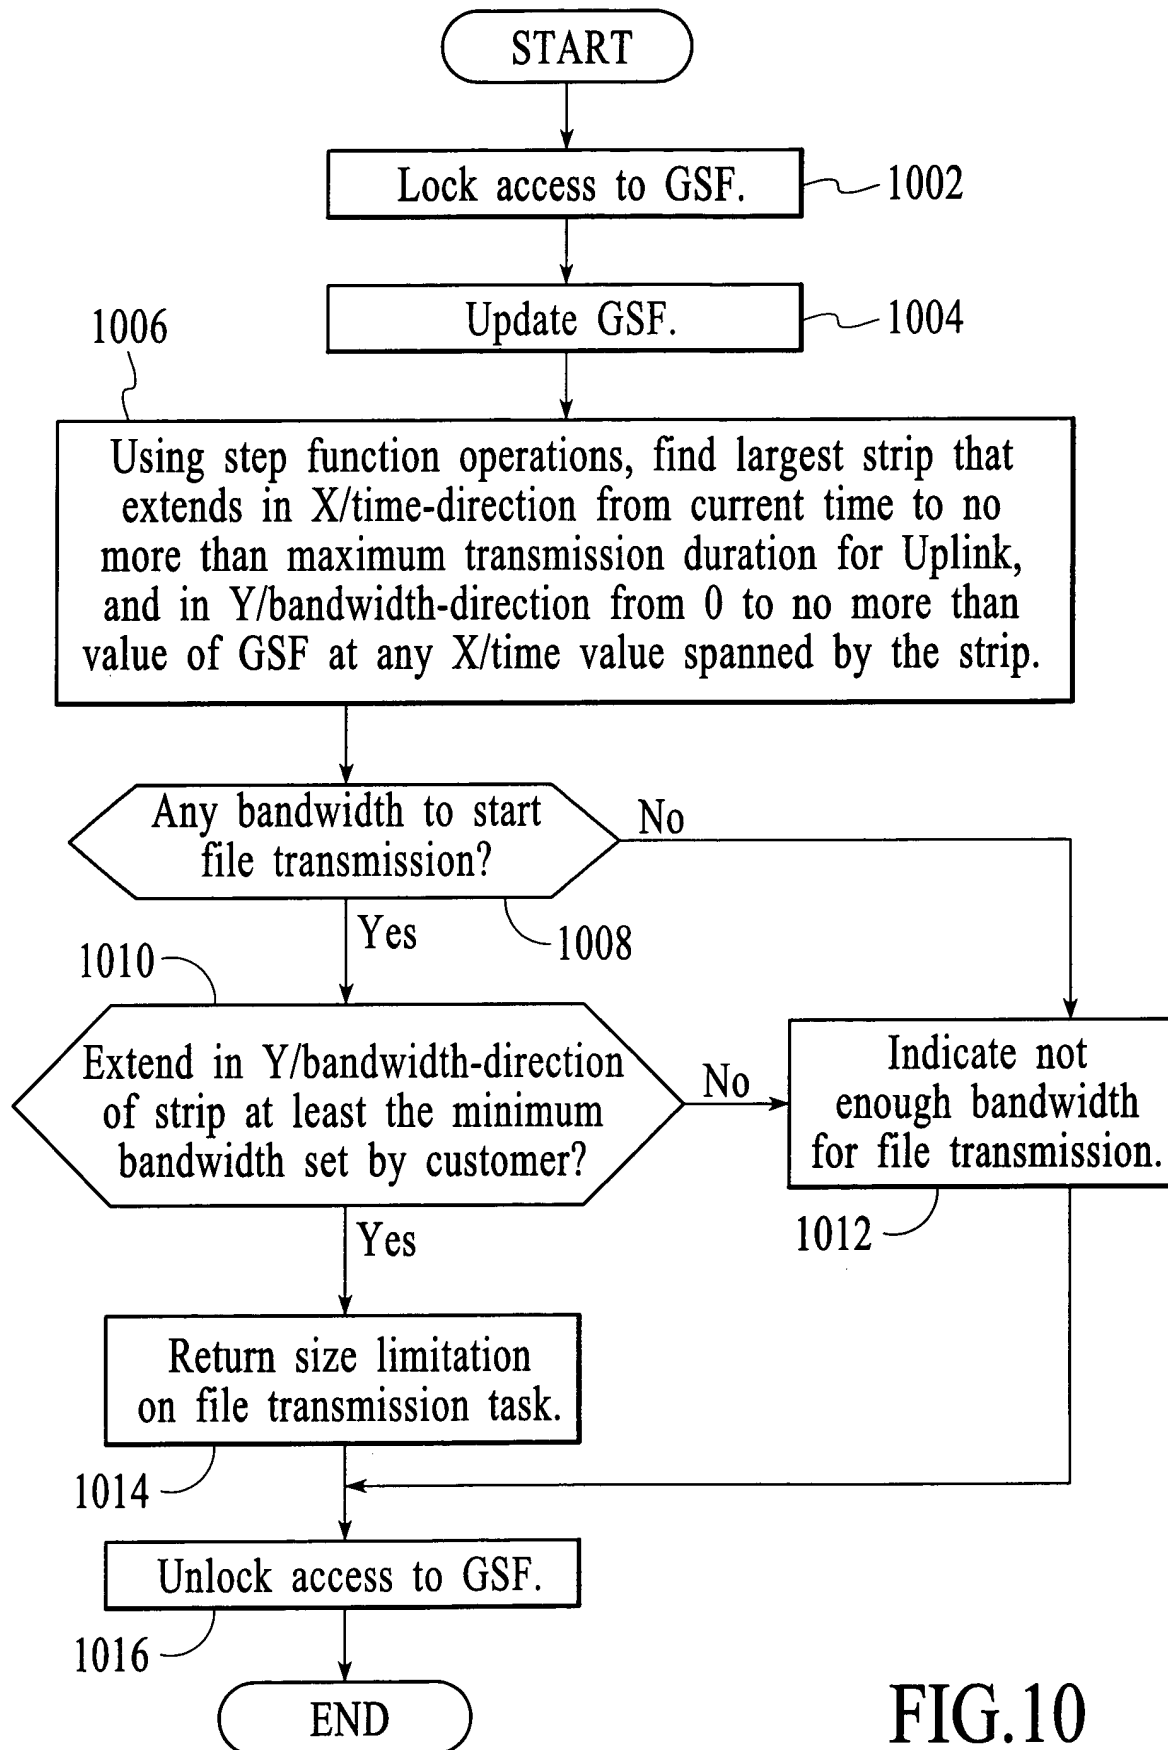 START
Lock access to GSF.
1002
Update GSF.
1004
1006
Using step function operations, find largest strip that
extends in X/time-direction from current time to no
more than maximum transmission duration for Uplink,
and in Y/bandwidth-direction from 0 to no more than
value of GSF at any X/time value spanned by the strip.
Any bandwidth to start
file transmission?
No
Yes
1008
1010
Extend in Y/bandwidth-direction
of strip at least the minimum
bandwidth set by customer?
No
Indicate not
enough bandwidth
for file transmission.
1012
Yes
Return size limitation
on file transmission task.
1014
Unlock access to GSF.
1016
END
FIG.10